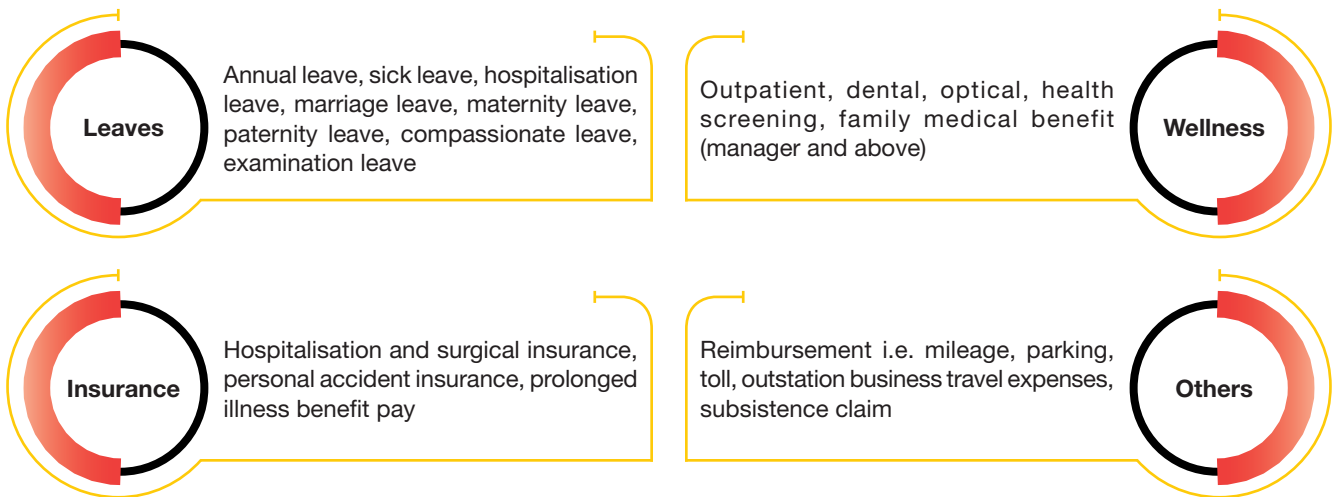 Leaves
Annual leave, sick leave, hospitalisation
leave, marriage leave, maternity leave,
paternity leave, compassionate leave,
examination leave
Outpatient, dental, optical, health
screening, family medical benefit
(manager and above)
Wellness
Insurance
Hospitalisation and surgical insurance,
personal accident insurance, prolonged
illness benefit pay
Reimbursement i.e. mileage, parking,
toll, outstation business travel expenses,
subsistence claim
Others